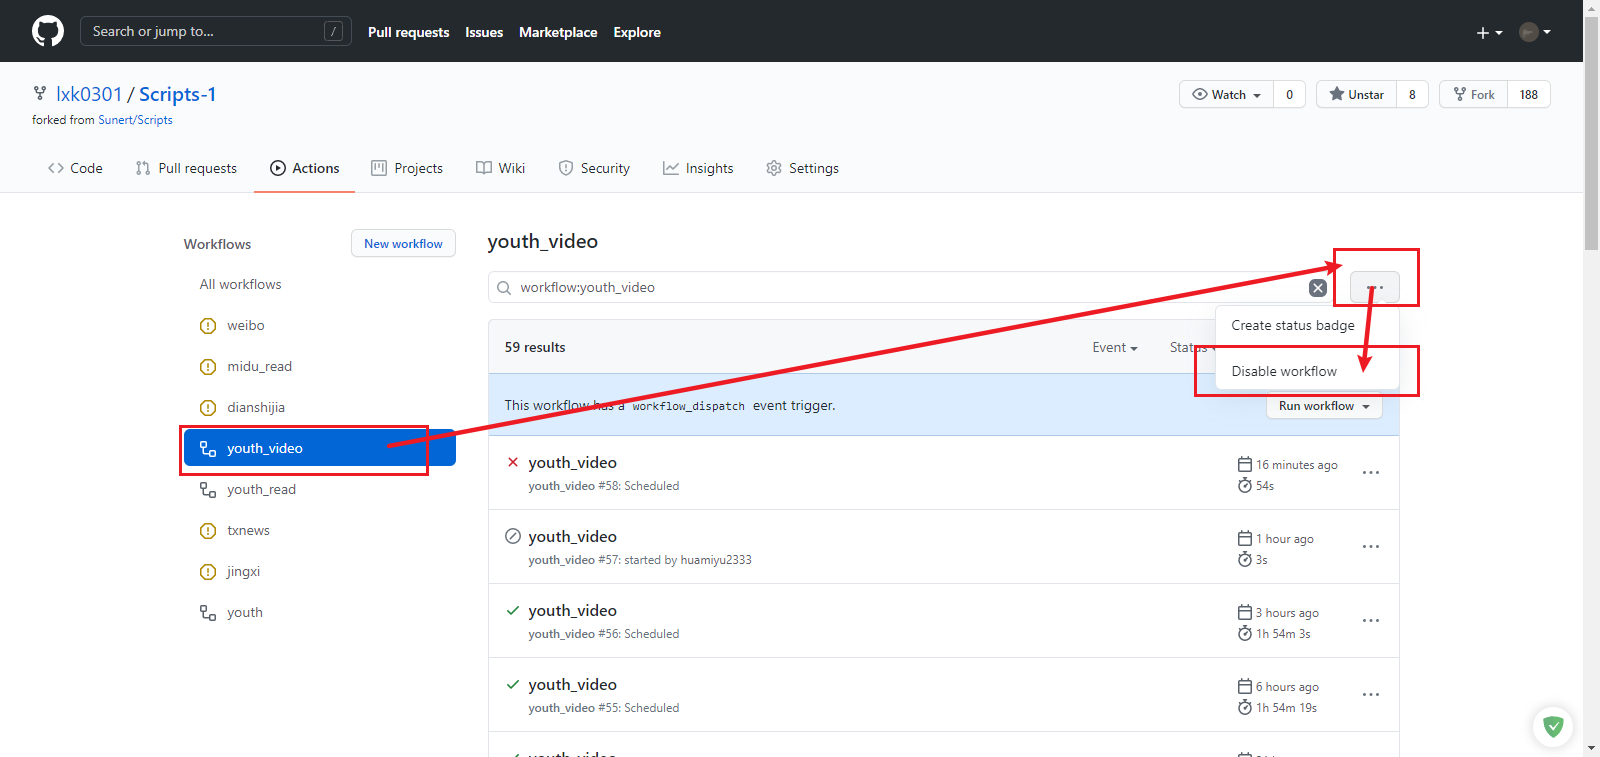 Search or jump to... /
Pull requests Issues Marketplace Explore
lxk0301 / Scripts-1
Watch 0 Unstar 8 Fork 188
forked from Sunert/Scripts
Code Pull requests Actions Projects Wiki Security Insights Settings
Workflows
New workflow
All workflows
weibo
midu_read
dianshijia
youth_video
youth_read
txnews
jingxi
youth
youth_video
workflow:youth_video
Create status badge
Disable workflow
59 results
Event Status
This workflow has a workflow_dispatch event trigger.
Run workflow
youth_video
16 minutes ago
youth_video #58: Scheduled
54s
youth_video
1 hour ago
youth_video #57: started by huamiyu2333
3s
youth_video
3 hours ago
youth_video #56: Scheduled
1h 54m 3s
youth_video
6 hours ago
youth_video #55: Scheduled
1h 54m 19s